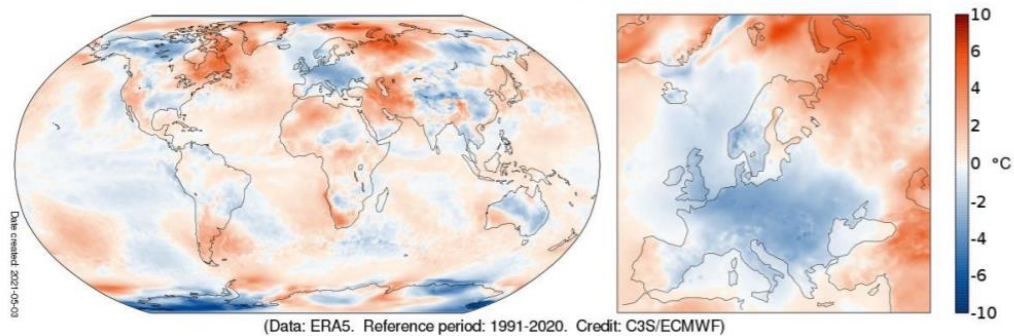 10
6
4
2
0 °C
-2
-4
-6
-10
Date created: 2021-05-03
(Data: ERA5. Reference period: 1991-2020. Credit: C3S/ECMWF)